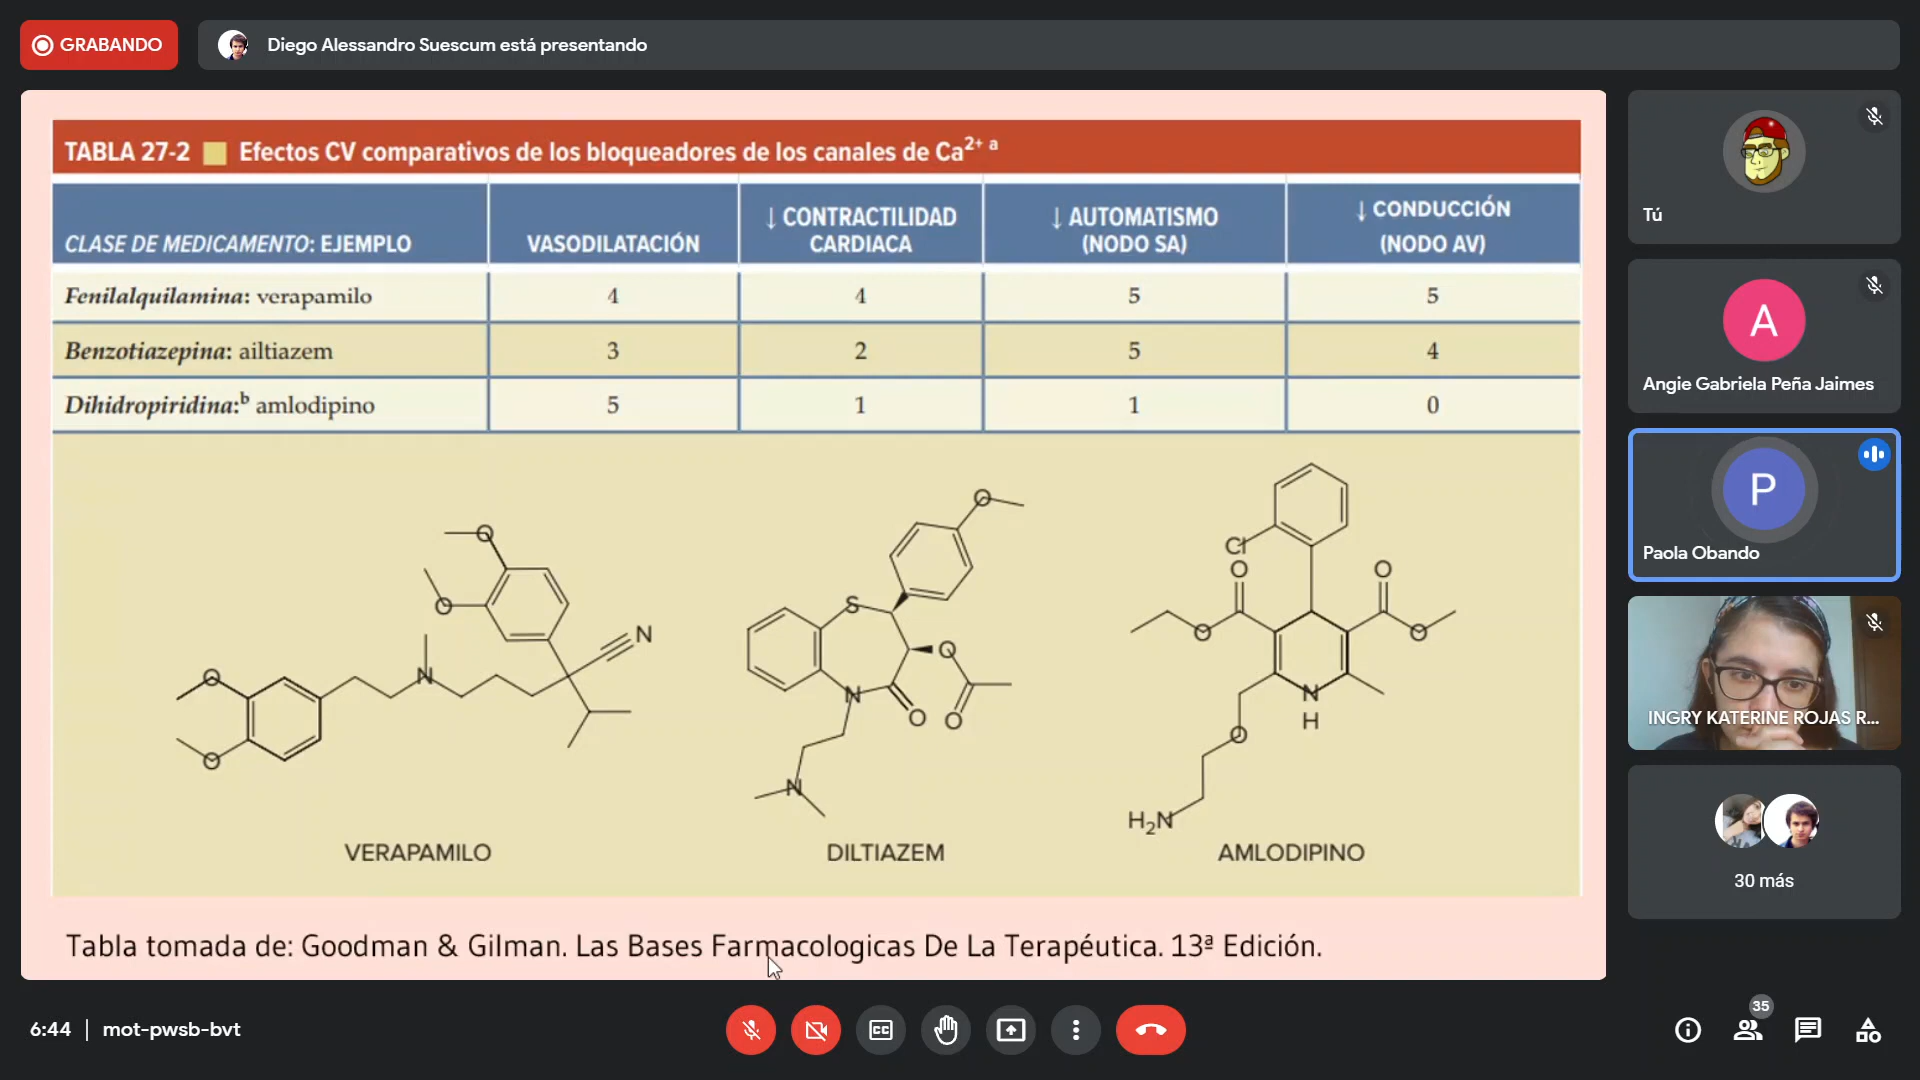 GRABANDO
Diego Alessandro Suescum está presentando
TABLA 27-2 Efectos CV comparativos de los bloqueadores de los canales de Ca2+ a
CLASE DE MEDICAMENTO: EJEMPLO
VASODILATACIÓN
↓ CONTRACTILIDAD
CARDIACA
↓ AUTOMATISMO
(NODO SA)
↓ CONDUCCIÓN
(NODO AV)
Fenilalquilamina: verapamilo 4 4 5 5
Benzotiazepina: ailtiazem 3 2 5 4
Dihidropiridina:b amlodipino 5 1 1 0
O
O
N
N
O
O
VERAPAMILO
O
S
O
N
O
O
N
DILTIAZEM
Cl
O
O
O
O
N
H
O
H2N
AMLODIPINO
Tabla tomada de: Goodman & Gilman. Las Bases Farmacologicas De La Terapéutica. 13ª Edición.
Tú
A
Angie Gabriela Peña Jaimes
P
Paola Obando
INGRY KATERINE ROJAS R...
30 más
6:44 | mot-pwsb-bvt
CC
35